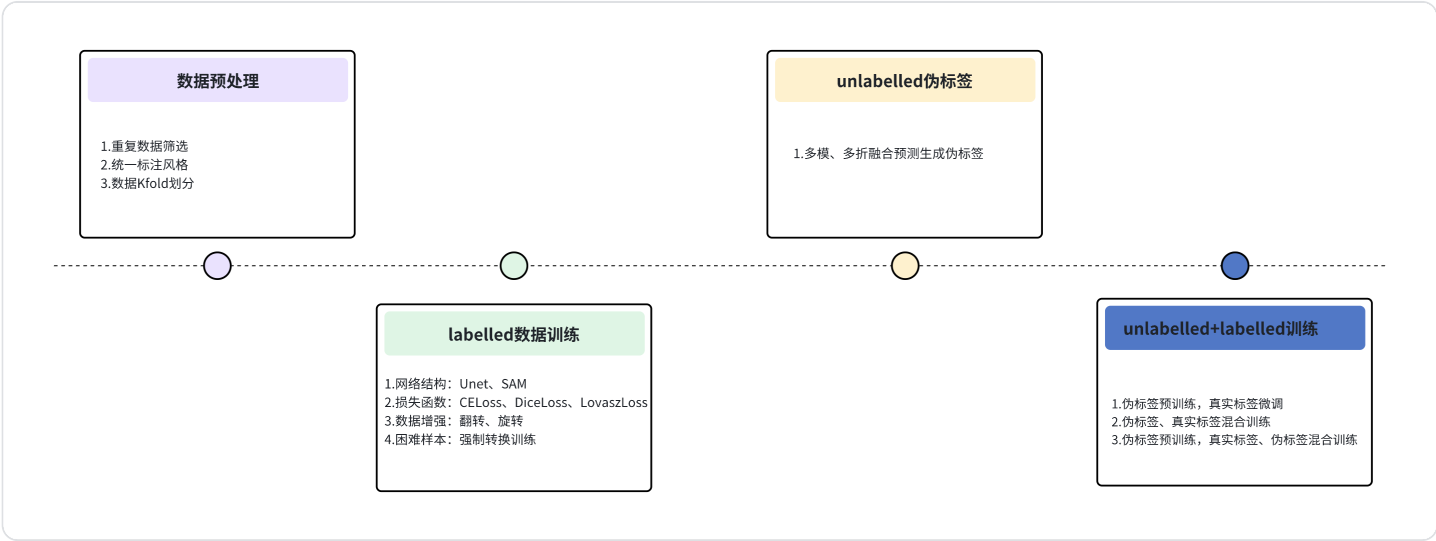 数据预处理
1.重复数据筛选
2.统一标注风格
3.数据Kfold划分
labelled数据训练
1.网络结构：Unet、SAM
2.损失函数：CELoss、DiceLoss、LovaszLoss
3.数据增强：翻转、旋转
4.困难样本：强制转换训练
unlabelled伪标签
1.多模、多折融合预测生成伪标签
unlabelled+labelled训练
1.伪标签预训练，真实标签微调
2.伪标签、真实标签混合训练
3.伪标签预训练，真实标签、伪标签混合训练